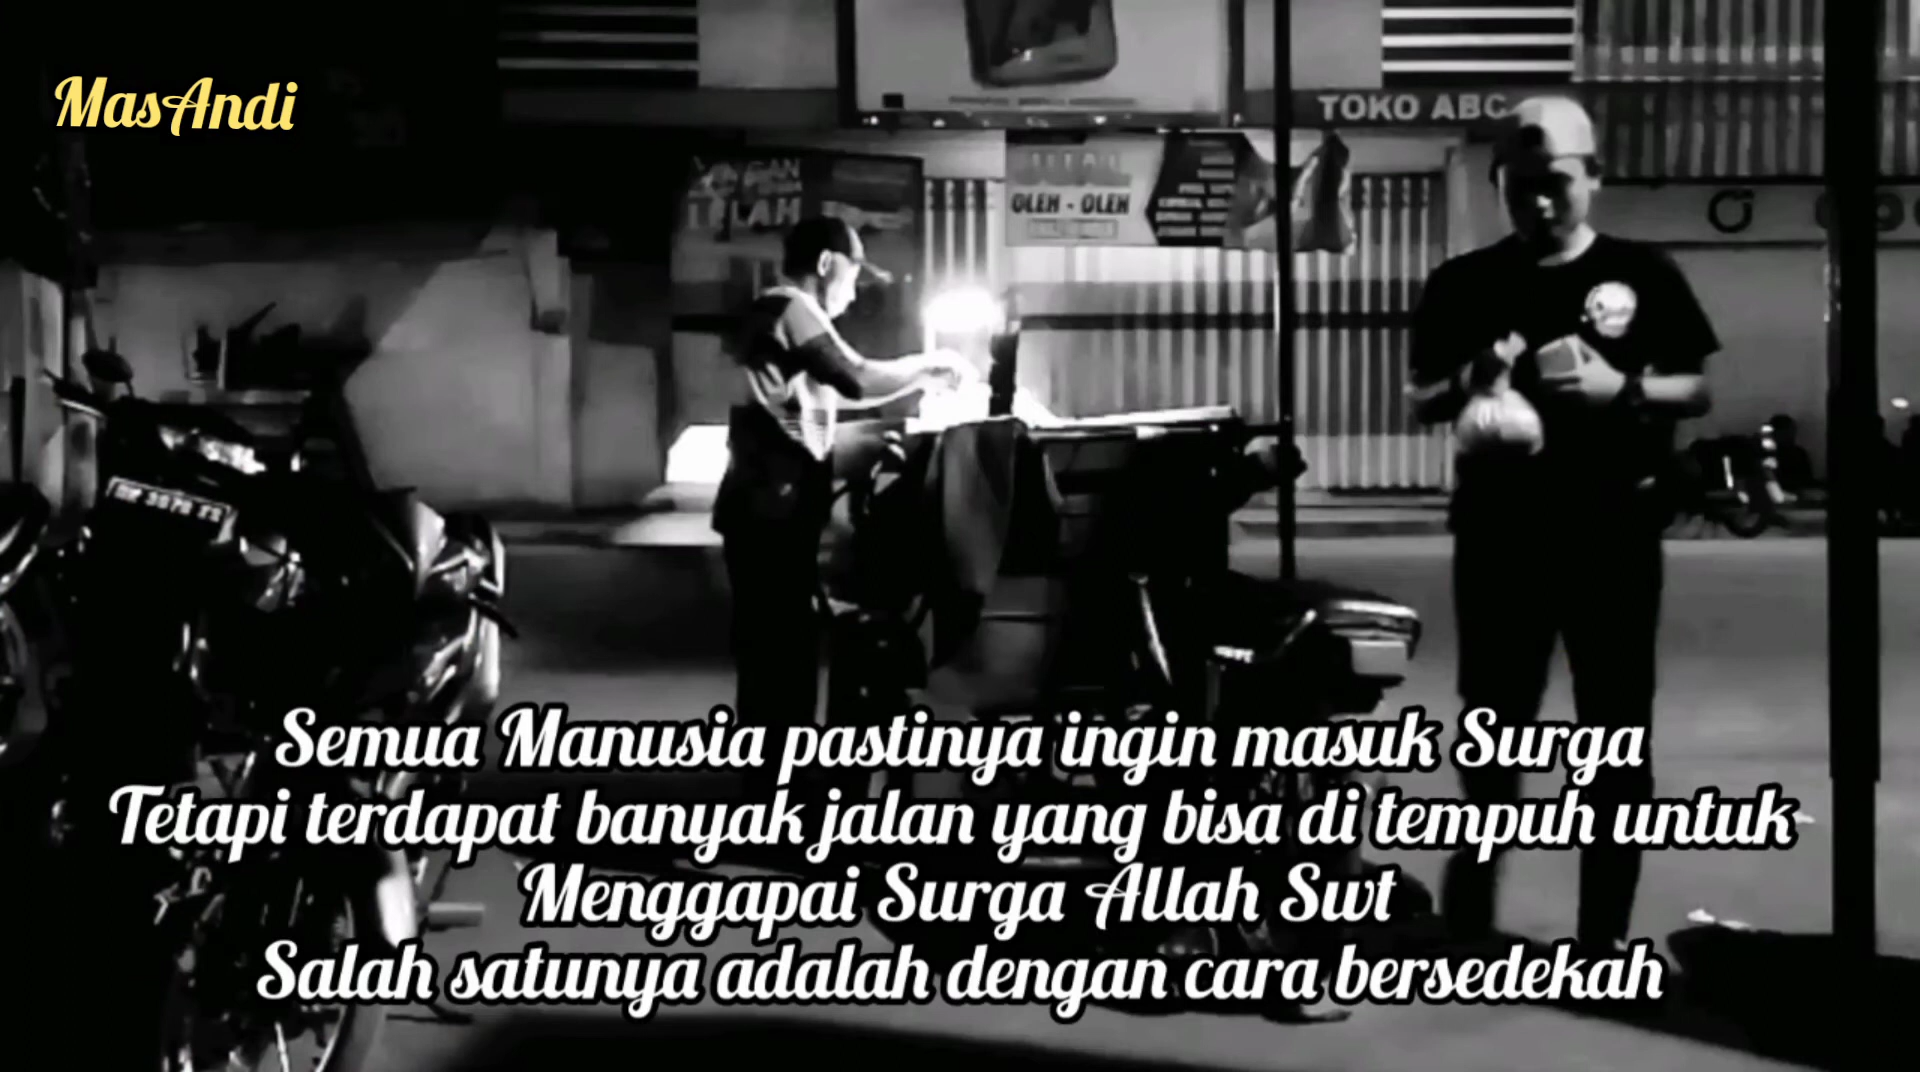 MasAndi
TOKO ABC
OLEH - OLEH
Semua Manusia pastinya ingin masuk Surga
Tetapi terdapat banyak jalan yang bisa di tempuh untuk
Menggapai Surga Allah Swt
Salah satunya adalah dengan cara bersedekah